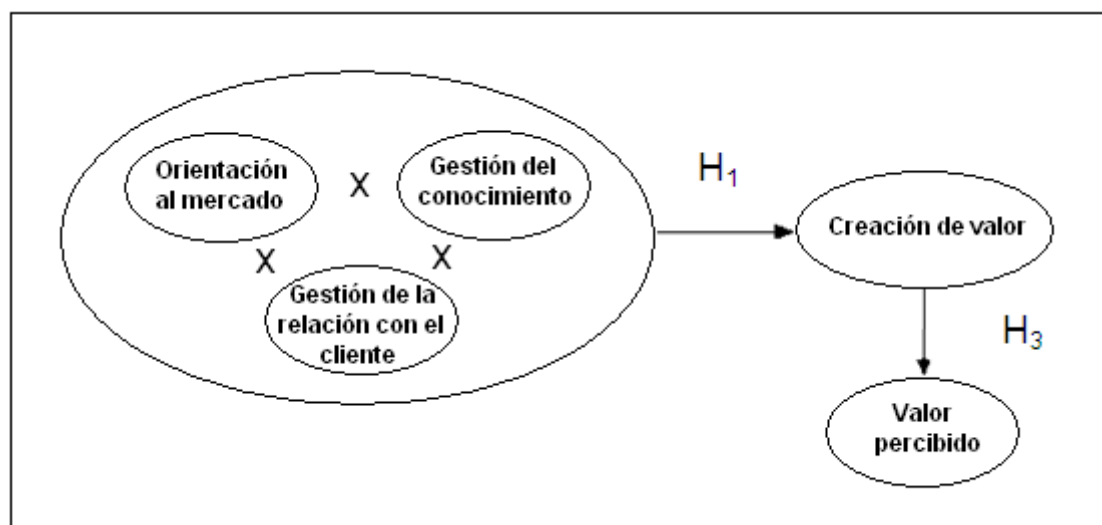 Orientación
al mercado
X
Gestión del
conocimiento
X
X
Gestión de la
relación con el
cliente
H₁
Creación de valor
H₃
Valor
percibido